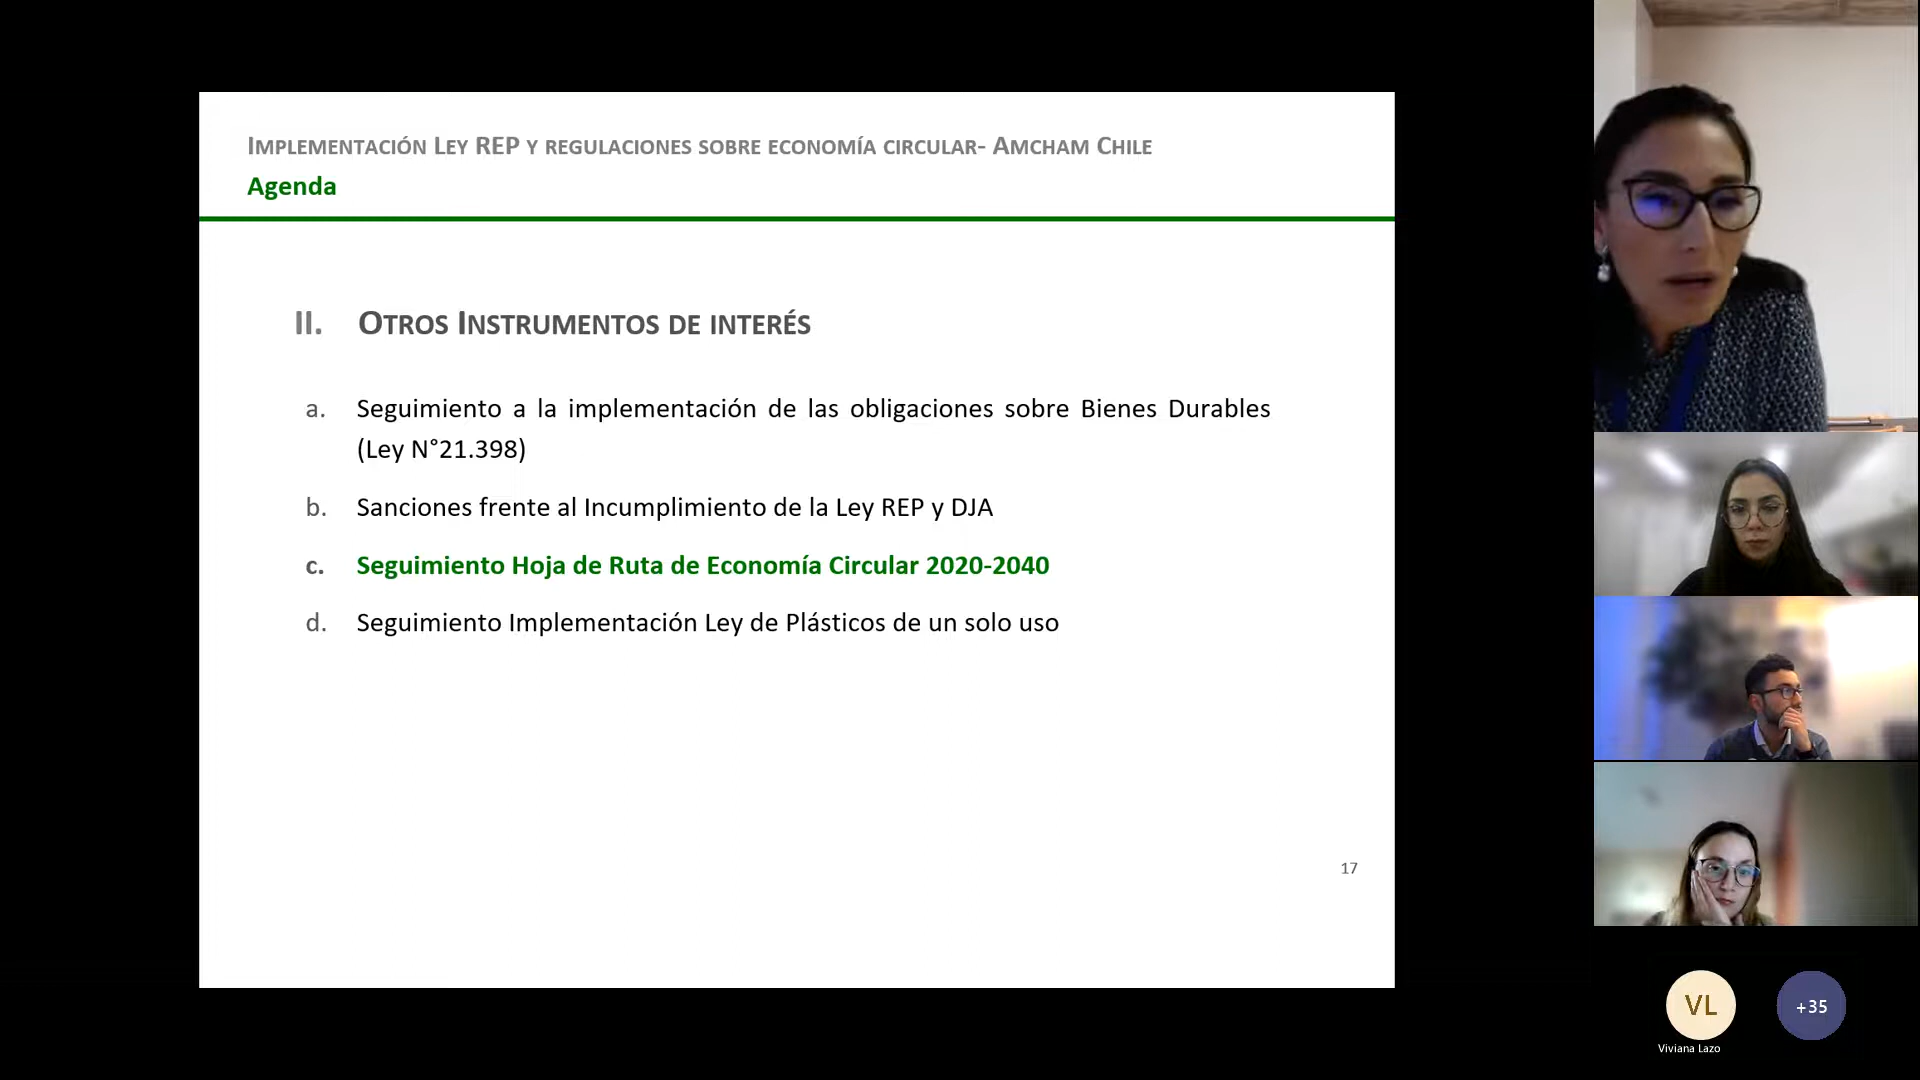 Implementación Ley REP y regulaciones sobre economía circular- Amcham Chile
Agenda
II. Otros Instrumentos de interés
a. Seguimiento a la implementación de las obligaciones sobre Bienes Durables
(Ley N°21.398)
b. Sanciones frente al Incumplimiento de la Ley REP y DJA
c. Seguimiento Hoja de Ruta de Economía Circular 2020-2040
d. Seguimiento Implementación Ley de Plásticos de un solo uso
17
VL
+35
Viviana Lazo